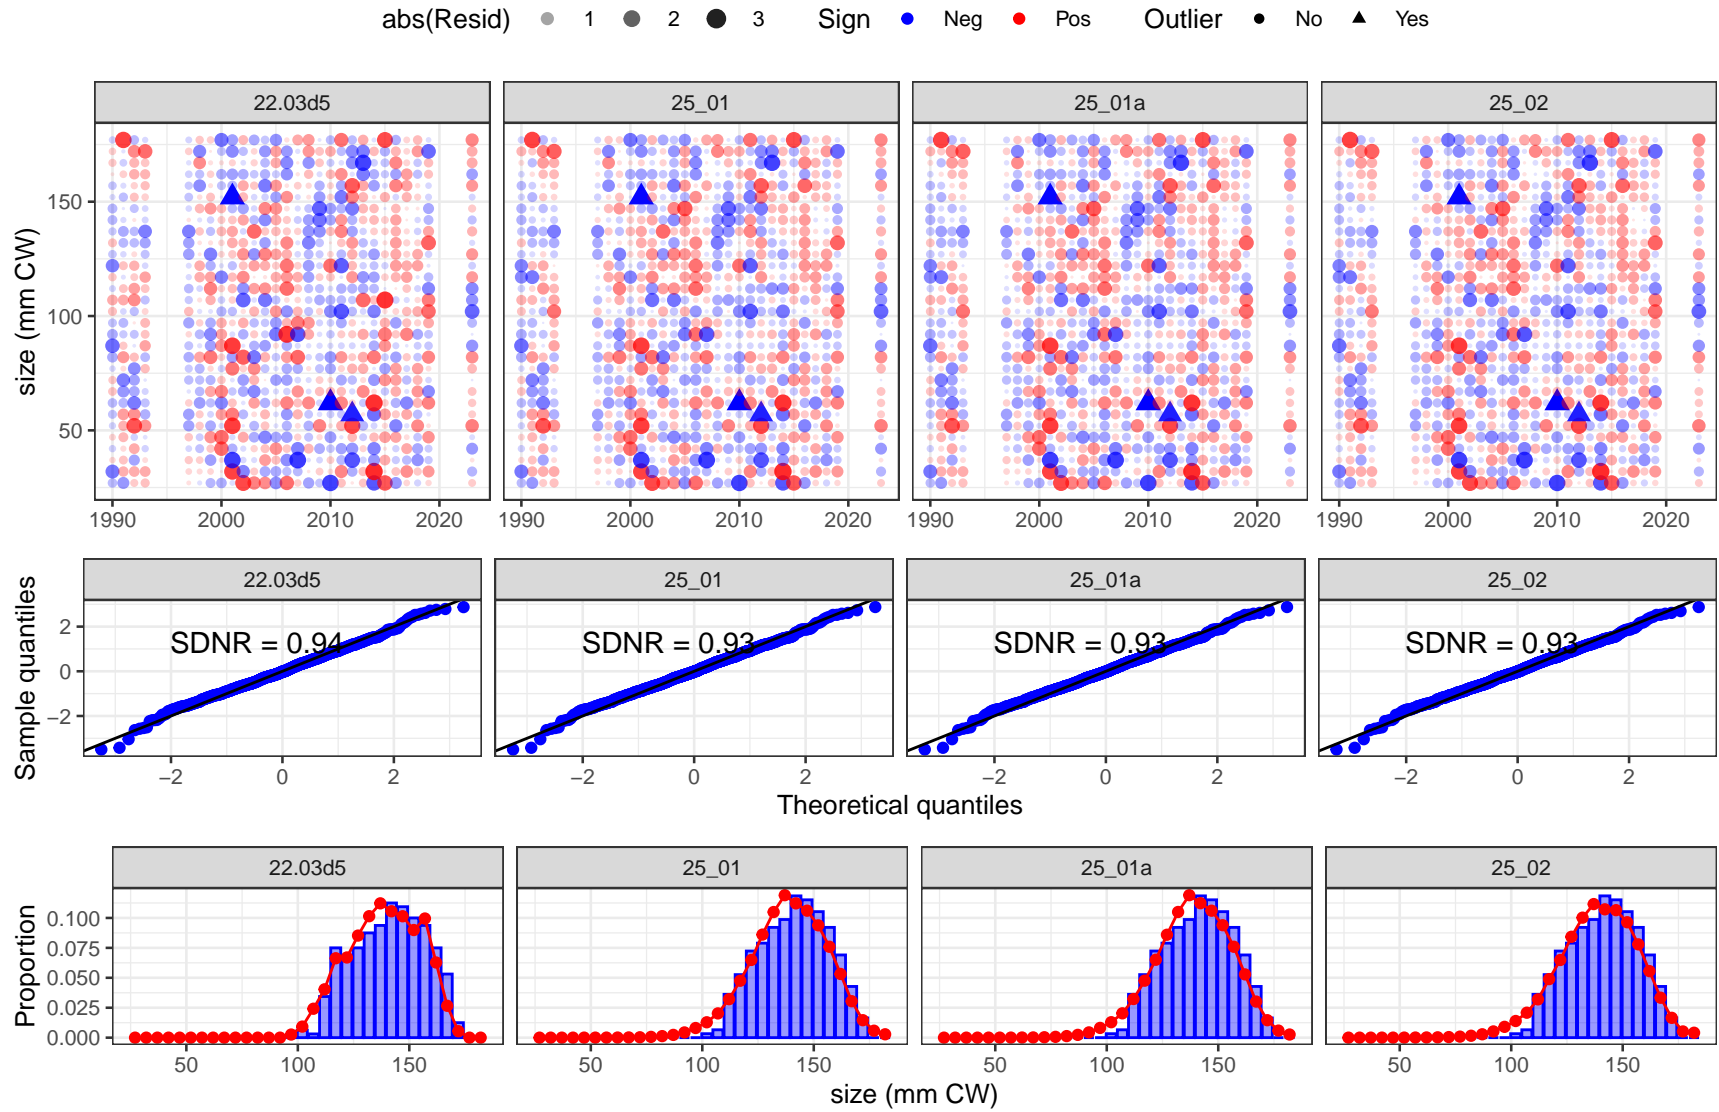 abs(Resid) 1 2 3 Sign Neg Pos Outlier No Yes
22.03d5 25_01 25_01a 25_02
size (mm CW)
150
100
50
1990 2000 2010 2020 1990 2000 2010 2020 1990 2000 2010 2020 1990 2000 2010 2020
22.03d5 25_01 25_01a 25_02
Sample quantiles
2
0
−2
SDNR = 0.94 SDNR = 0.93 SDNR = 0.93 SDNR = 0.93
−2 0 2 −2 0 2 −2 0 2 −2 0 2
Theoretical quantiles
22.03d5 25_01 25_01a 25_02
Proportion
0.100
0.075
0.050
0.025
0.000
50 100 150 50 100 150 50 100 150 50 100 150
size (mm CW)